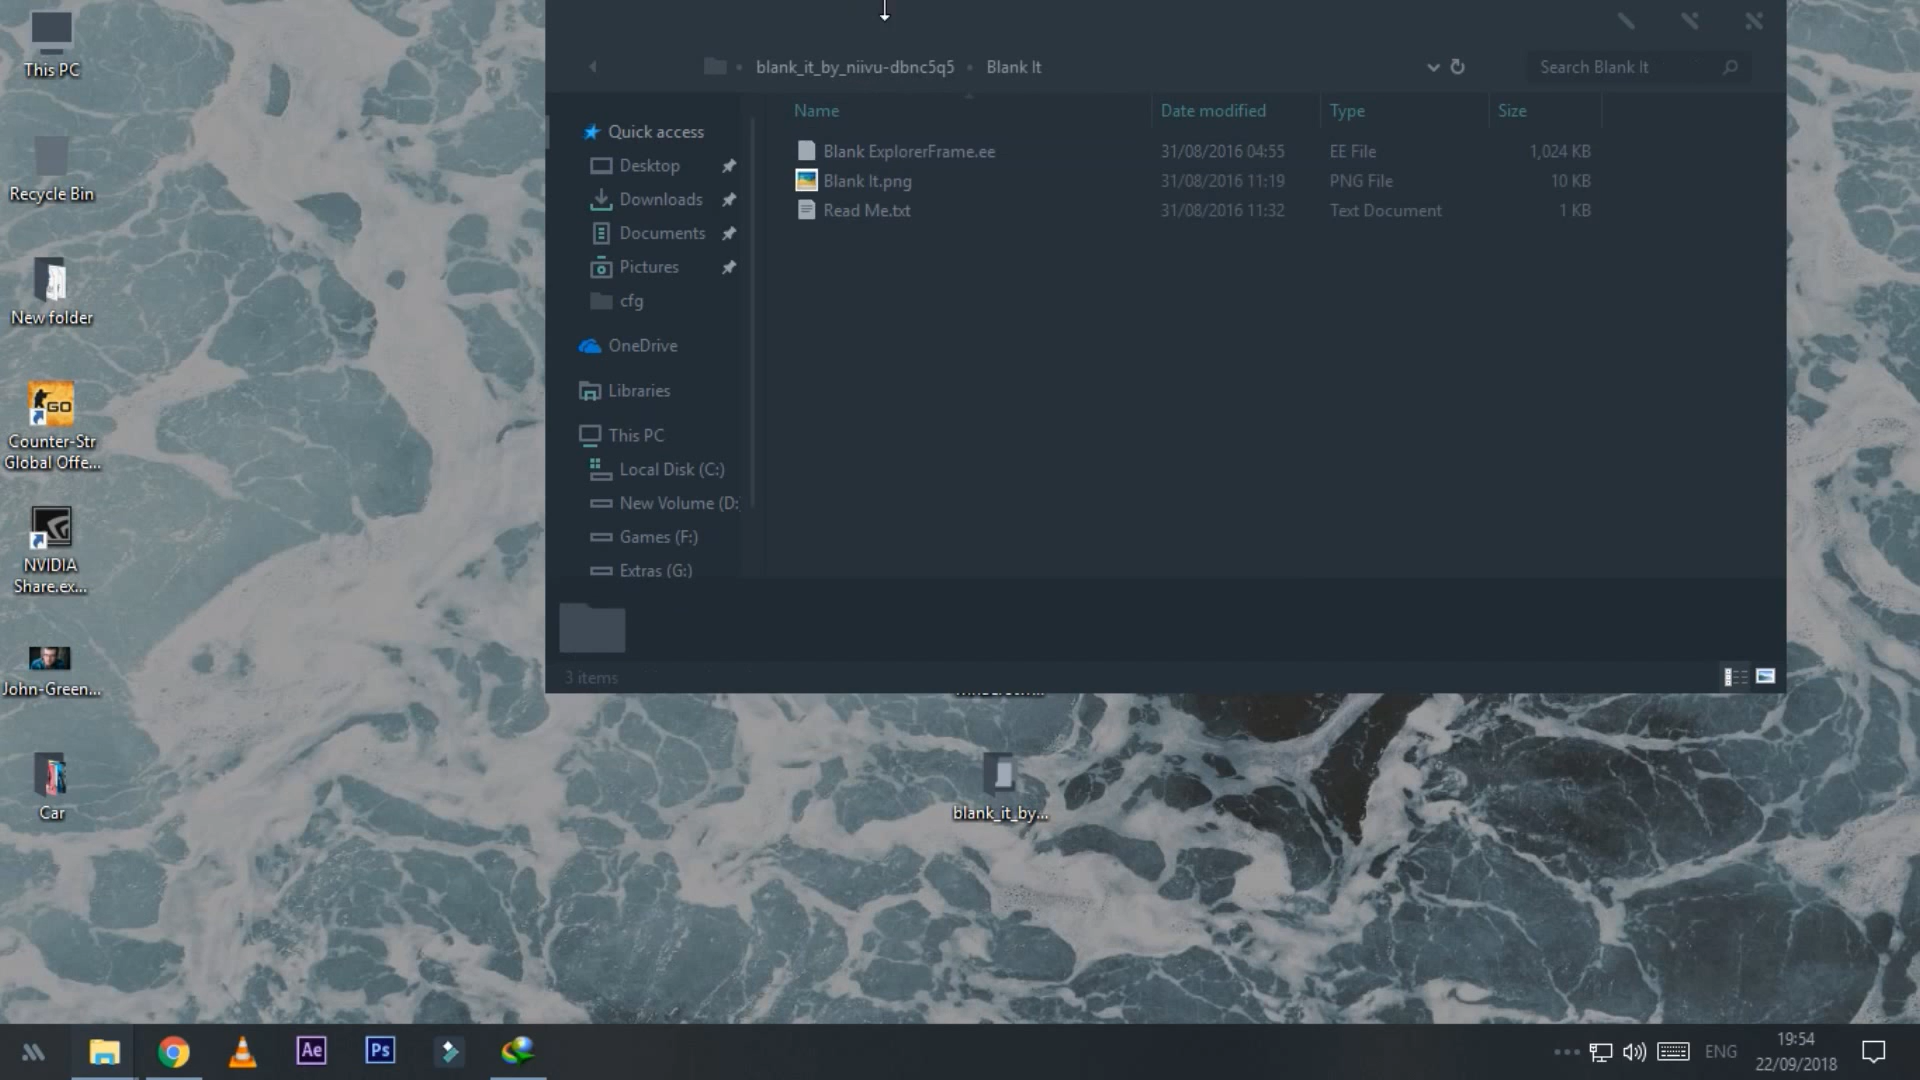 This PC
Recycle Bin
New folder
GO
Counter-Str
Global Offe...
NVIDIA
Share.ex...
John-Green...
Car
blank_it_by_niivu-dbnc5q5
Blank It
Search Blank It
Quick access
Desktop
Downloads
Documents
Pictures
cfg
OneDrive
Libraries
This PC
Local Disk (C:)
New Volume (D:
Games (F:)
Extras (G:)
Name Date modified Type Size
Blank ExplorerFrame.ee 31/08/2016 04:55 EE File 1,024 KB
Blank It.png 31/08/2016 11:19 PNG File 10 KB
Read Me.txt 31/08/2016 11:32 Text Document 1 KB
3 items
blank_it_by...
Ae
Ps
ENG
19:54
22/09/2018